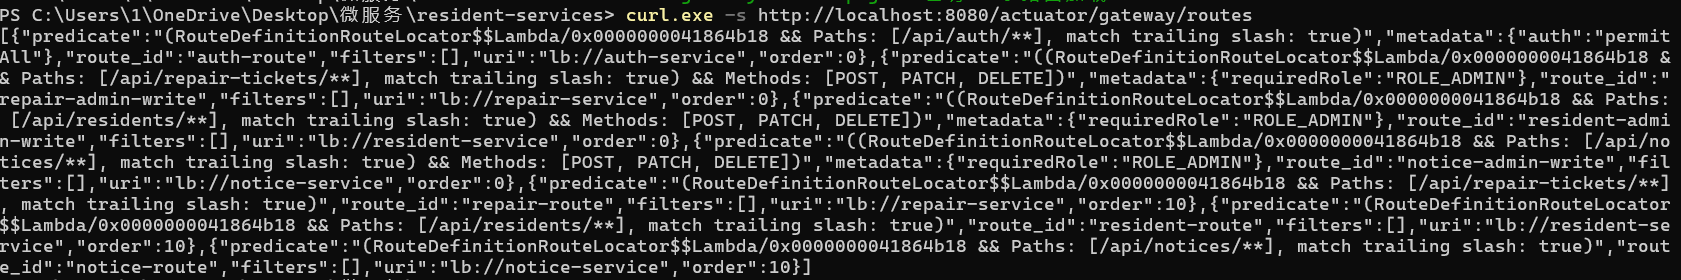 PS C:\Users\1\OneDrive\Desktop\微服务\resident-services> curl.exe -s http://localhost:8080/actuator/gateway/routes
[{"predicate":"(RouteDefinitionRouteLocator$$Lambda/0x0000000041864b18 && Paths: [/api/auth/**], match trailing slash: true)","metadata":{"auth":"permit
All"},"route_id":"auth-route","filters":[],"uri":"lb://auth-service","order":0},{"predicate":"((RouteDefinitionRouteLocator$$Lambda/0x0000000041864b18 &
& Paths: [/api/repair-tickets/**], match trailing slash: true) && Methods: [POST, PATCH, DELETE])","metadata":{"requiredRole":"ROLE_ADMIN"},"route_id":"
repair-admin-write","filters":[],"uri":"lb://repair-service","order":0},{"predicate":"((RouteDefinitionRouteLocator$$Lambda/0x0000000041864b18 && Paths:
[/api/residents/**], match trailing slash: true) && Methods: [POST, PATCH, DELETE])","metadata":{"requiredRole":"ROLE_ADMIN"},"route_id":"resident-admi
n-write","filters":[],"uri":"lb://resident-service","order":0},{"predicate":"((RouteDefinitionRouteLocator$$Lambda/0x0000000041864b18 && Paths: [/api/no
tices/**], match trailing slash: true) && Methods: [POST, PATCH, DELETE])","metadata":{"requiredRole":"ROLE_ADMIN"},"route_id":"notice-admin-write","fil
ters":[],"uri":"lb://notice-service","order":0},{"predicate":"(RouteDefinitionRouteLocator$$Lambda/0x0000000041864b18 && Paths: [/api/repair-tickets/**]
, match trailing slash: true)","route_id":"repair-route","filters":[],"uri":"lb://repair-service","order":10},{"predicate":"(RouteDefinitionRouteLocator
$$Lambda/0x0000000041864b18 && Paths: [/api/residents/**], match trailing slash: true)","route_id":"resident-route","filters":[],"uri":"lb://resident-se
rvice","order":10},{"predicate":"(RouteDefinitionRouteLocator$$Lambda/0x0000000041864b18 && Paths: [/api/notices/**], match trailing slash: true)","rout
e_id":"notice-route","filters":[],"uri":"lb://notice-service","order":10}]